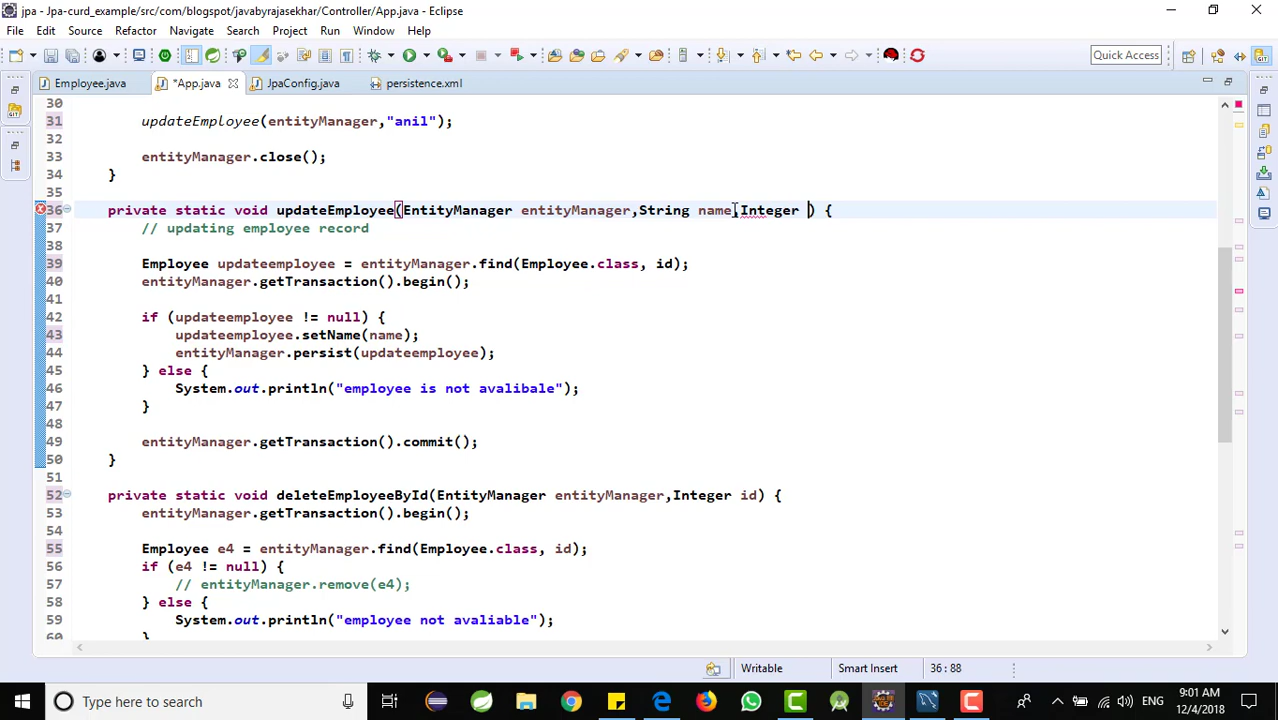 jpa - Jpa-curd_example/src/com/blogspot/javabyrajasekhar/Controller/App.java - Eclipse
File Edit Source Refactor Navigate Search Project Run Window Help
Quick Access
Employee.java *App.java JpaConfig.java persistence.xml
30
31 updateEmployee(entityManager,"anil");
32
33 entityManager.close();
34 }
35
36 private static void updateEmployee(EntityManager entityManager,String name,Integer ) {
37 // updating employee record
38
39 Employee updateemployee = entityManager.find(Employee.class, id);
40 entityManager.getTransaction().begin();
41
42 if (updateemployee != null) {
43 updateemployee.setName(name);
44 entityManager.persist(updateemployee);
45 } else {
46 System.out.println("employee is not avalibale");
47 }
48
49 entityManager.getTransaction().commit();
50 }
51
52 private static void deleteEmployeeById(EntityManager entityManager,Integer id) {
53 entityManager.getTransaction().begin();
54
55 Employee e4 = entityManager.find(Employee.class, id);
56 if (e4 != null) {
57 // entityManager.remove(e4);
58 } else {
59 System.out.println("employee not avaliable");
60 }
Writable Smart Insert 36 : 88
Type here to search
ENG
9:01 AM
12/4/2018